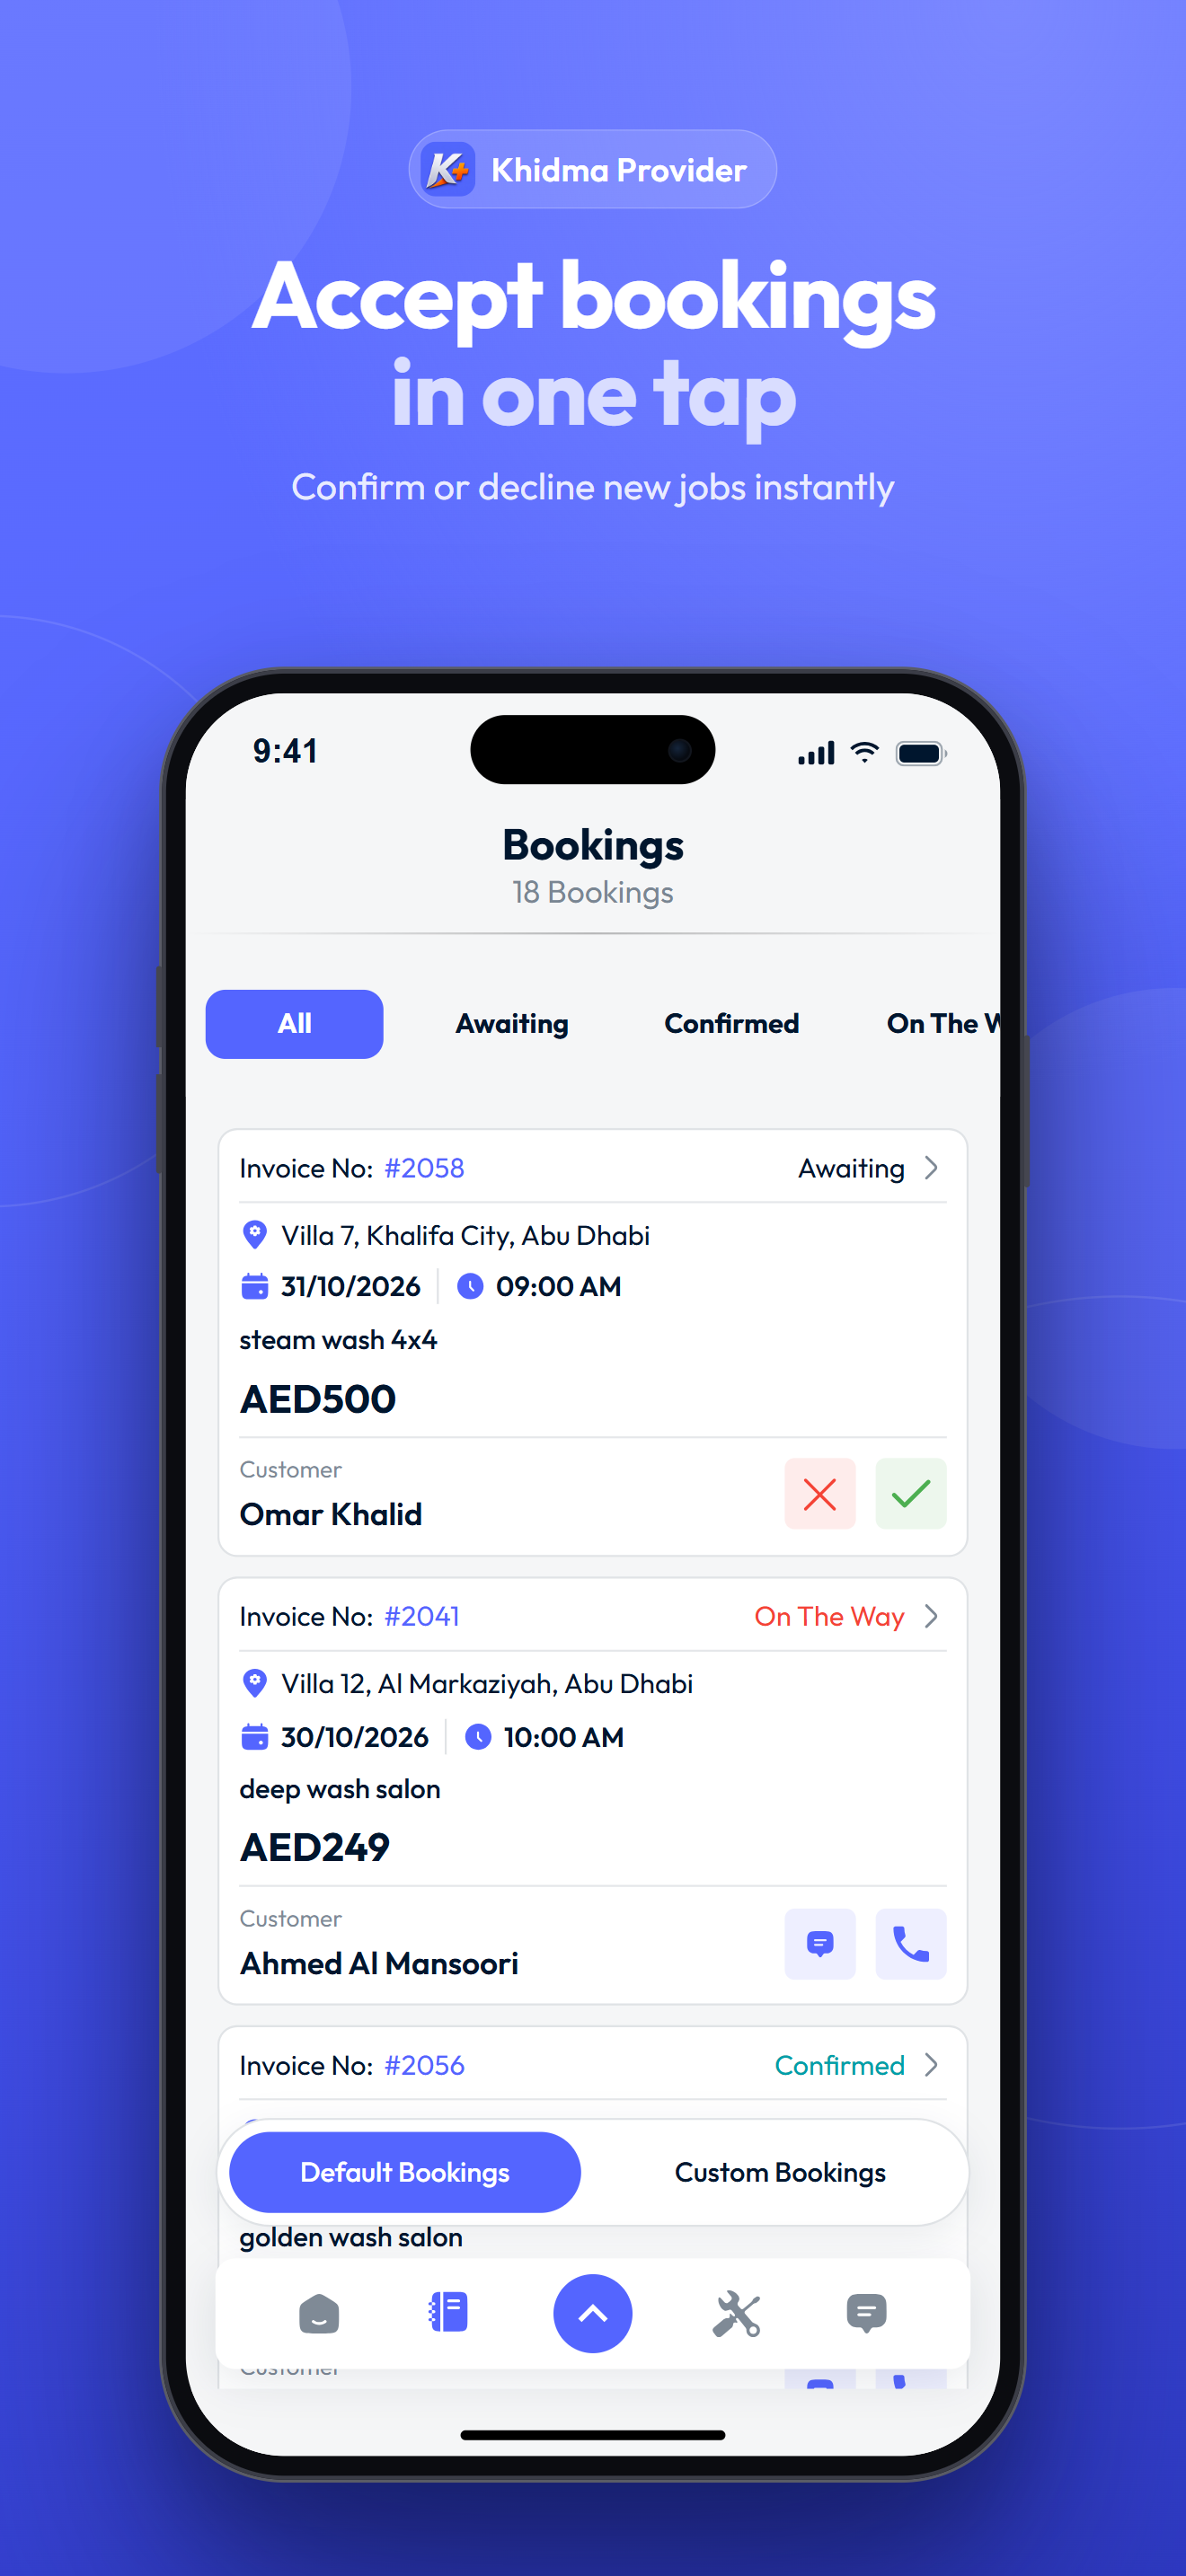 K+ Khidma Provider
Accept bookings
in one tap
Confirm or decline new jobs instantly
9:41
Bookings
18 Bookings
All Awaiting Confirmed On The W
Invoice No: #2058 Awaiting
Villa 7, Khalifa City, Abu Dhabi
31/10/2026 09:00 AM
steam wash 4x4
AED500
Customer
Omar Khalid
Invoice No: #2041 On The Way
Villa 12, Al Markaziyah, Abu Dhabi
30/10/2026 10:00 AM
deep wash salon
AED249
Customer
Ahmed Al Mansoori
Invoice No: #2056 Confirmed
Default Bookings Custom Bookings
golden wash salon
Customer